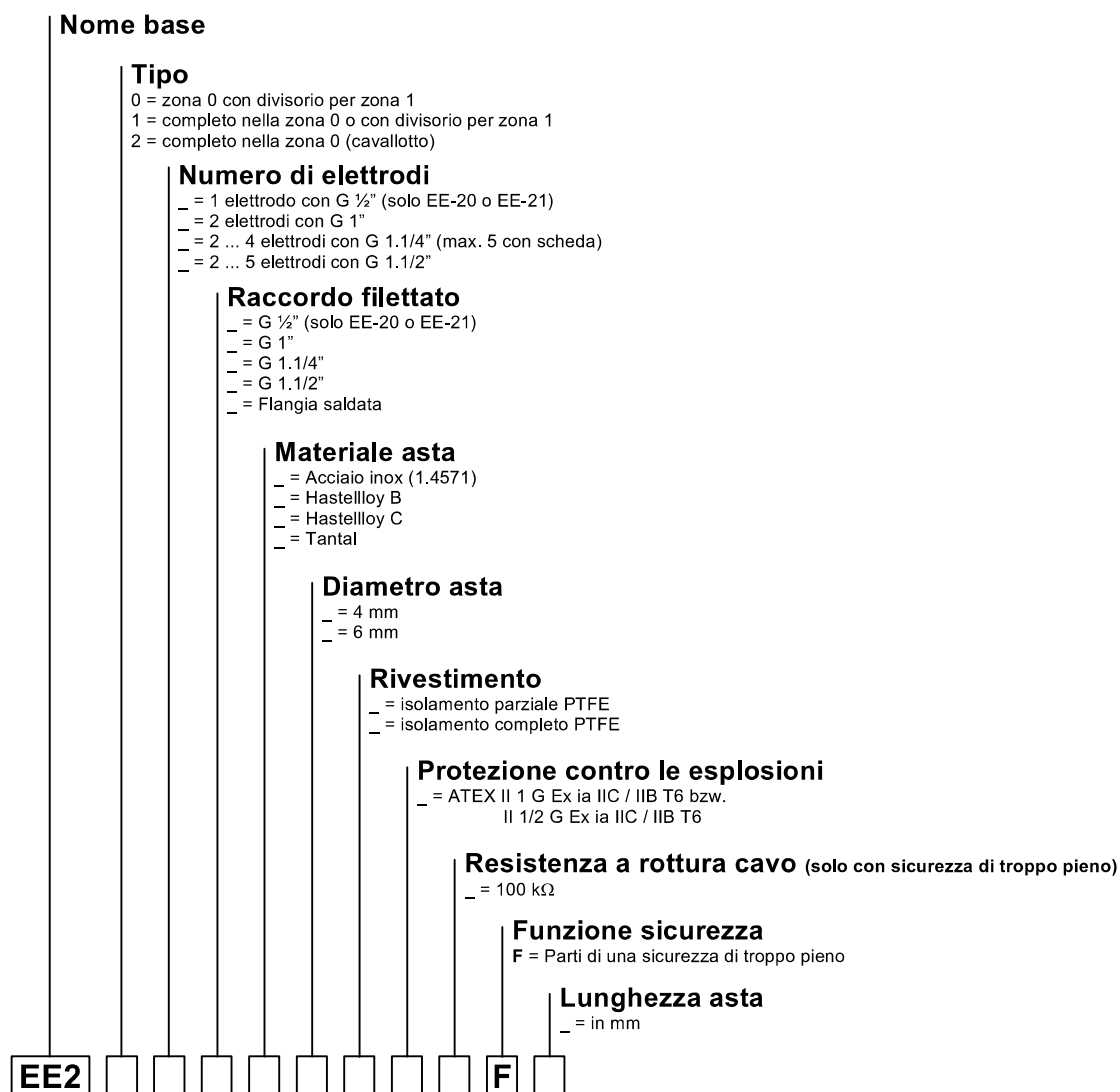 Nome base
Tipo
0 = zona 0 con divisorio per zona 1
1 = completo nella zona 0 o con divisorio per zona 1
2 = completo nella zona 0 (cavallotto)
Numero di elettrodi
_ = 1 elettrodo con G ½” (solo EE-20 o EE-21)
_ = 2 elettrodi con G 1”
_ = 2 ... 4 elettrodi con G 1.1/4” (max. 5 con scheda)
_ = 2 ... 5 elettrodi con G 1.1/2”
Raccordo filettato
_ = G ½” (solo EE-20 o EE-21)
_ = G 1”
_ = G 1.1/4”
_ = G 1.1/2”
_ = Flangia saldata
Materiale asta
_ = Acciaio inox (1.4571)
_ = Hastellloy B
_ = Hastellloy C
_ = Tantal
Diametro asta
_ = 4 mm
_ = 6 mm
Rivestimento
_ = isolamento parziale PTFE
_ = isolamento completo PTFE
Protezione contro le esplosioni
_ = ATEX II 1 G Ex ia IIC / IIB T6 bzw.
II 1/2 G Ex ia IIC / IIB T6
Resistenza a rottura cavo (solo con sicurezza di troppo pieno)
_ = 100 kΩ
Funzione sicurezza
F = Parti di una sicurezza di troppo pieno
Lunghezza asta
_ = in mm
EE2 F